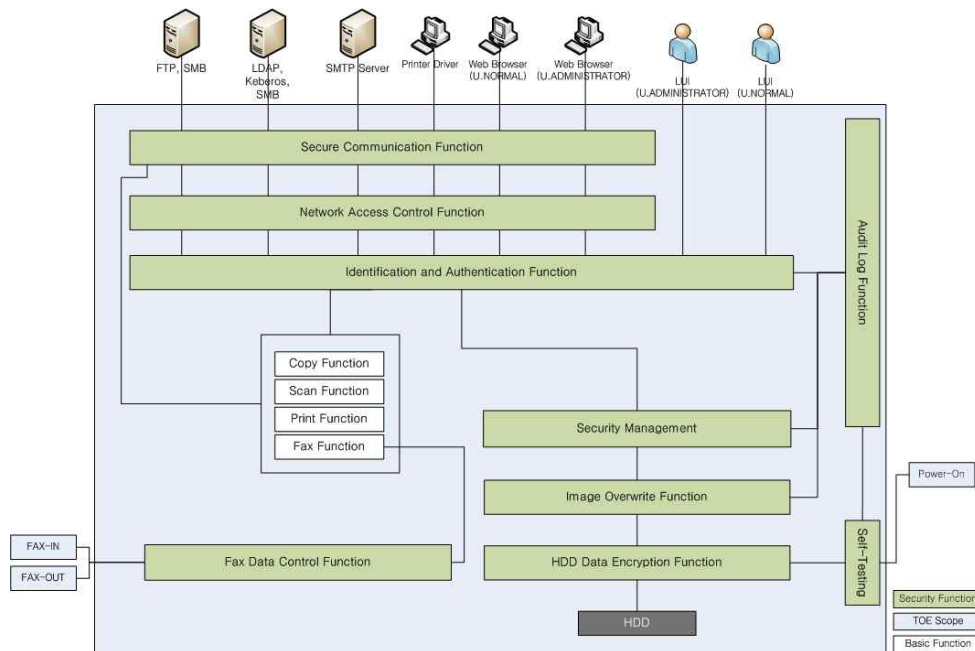 FTP, SMB
LDAP,
Keberos,
SMB
SMTP Server
Printer Driver
Web Browser
(U.NORMAL)
Web Browser
(U.ADMINISTRATOR)
LUI
(U.ADMINISTRATOR)
LUI
(U.NORMAL)
Secure Communication Function
Network Access Control Function
Identification and Authentication Function
Audit Log Function
Copy Function
Scan Function
Print Function
Fax Function
Security Management
Image Overwrite Function
Power-On
FAX-IN
FAX-OUT
Fax Data Control Function
HDD Data Encryption Function
Self-Testing
HDD
Security Function
TOE Scope
Basic Function